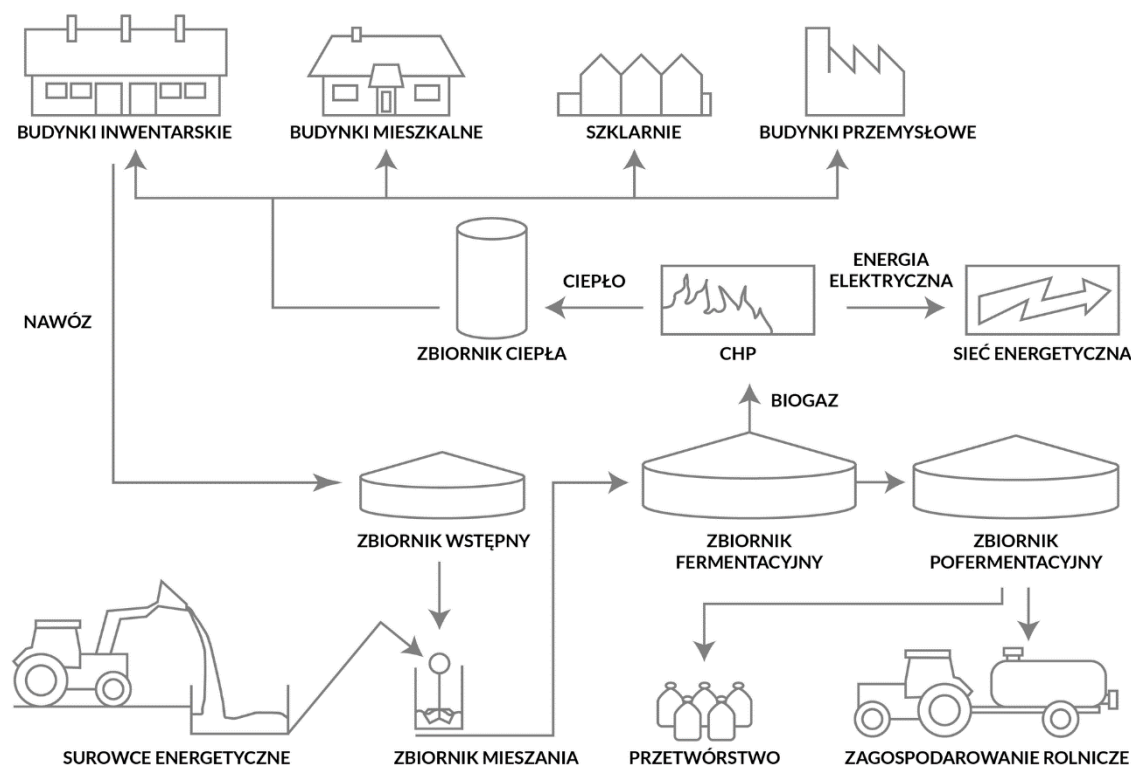 BUDYNKI INWENTARSKIE
BUDYNKI MIESZKALNE
SZKLARNIE
BUDYNKI PRZEMYSŁOWE
NAWÓZ
CIEPŁO
ENERGIA
ELEKTRYCZNA
ZBIORNIK CIEPŁA
CHP
SIEĆ ENERGETYCZNA
BIOGAZ
ZBIORNIK WSTĘPNY
ZBIORNIK
FERMENTACYJNY
ZBIORNIK
POFERMENTACYJNY
SUROWCE ENERGETYCZNE
ZBIORNIK MIESZANIA
PRZETWÓRSTWO
ZAGOSPODAROWANIE ROLNICZE